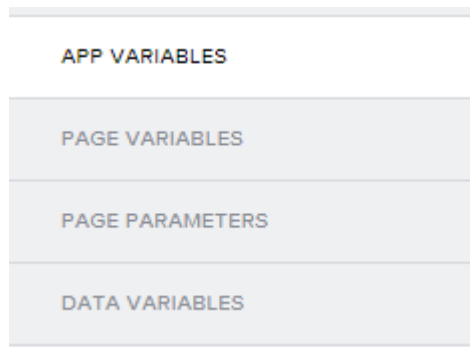 APP VARIABLES
PAGE VARIABLES
PAGE PARAMETERS
DATA VARIABLES